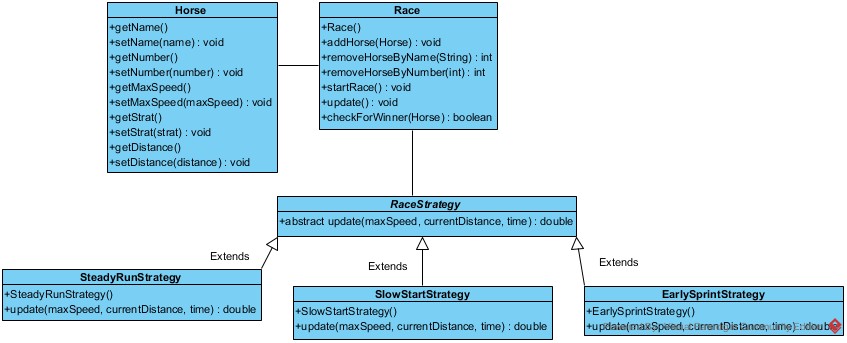 Horse
+getName()
+setName(name) : void
+getNumber()
+setNumber(number) : void
+getMaxSpeed()
+setMaxSpeed(maxSpeed) : void
+getStrat()
+setStrat(strat) : void
+getDistance()
+setDistance(distance) : void
Race
+Race()
+addHorse(Horse) : void
+removeHorseByName(String) : int
+removeHorseByNumber(int) : int
+startRace() : void
+update() : void
+checkForWinner(Horse) : boolean
RaceStrategy
+abstract update(maxSpeed, currentDistance, time) : double
Extends
Extends
Extends
SteadyRunStrategy
+SteadyRunStrategy()
+update(maxSpeed, currentDistance, time) : double
SlowStartStrategy
+SlowStartStrategy()
+update(maxSpeed, currentDistance, time) : double
EarlySprintStrategy
+EarlySprintStrategy()
+update(maxSpeed, currentDistance, time) : double